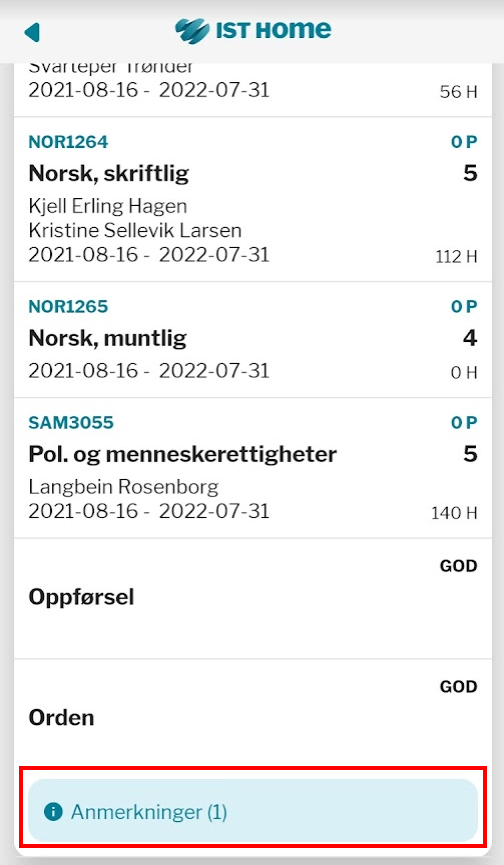 IST HOME
Svarteper Trønder
2021-08-16 - 2022-07-31
56 H
NOR1264
0 P
Norsk, skriftlig
5
Kjell Erling Hagen
Kristine Sellevik Larsen
2021-08-16 - 2022-07-31
112 H
NOR1265
0 P
Norsk, muntlig
4
2021-08-16 - 2022-07-31
0 H
SAM3055
0 P
Pol. og menneskerettigheter
5
Langbein Rosenborg
2021-08-16 - 2022-07-31
140 H
GOD
Oppførsel
GOD
Orden
Anmerkninger (1)